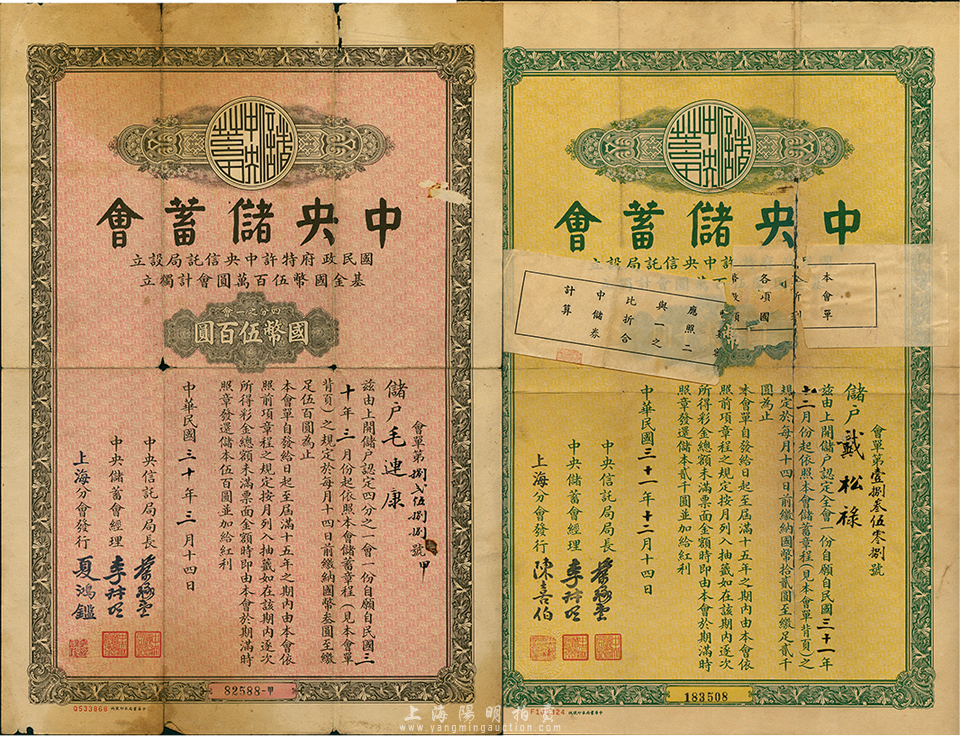 中央儲蓄會
國民政府特許中央信託局設立
基金國幣伍百萬圓會計獨立
四分之一會
國幣伍百圓
會單第捌弍伍捌捌號甲
儲戶毛連康
茲由上開儲戶認定四分之一會一份自願自民國三
十年三月份起依照本會儲蓄章程(見本會單
背頁)之規定於每月十四日前繳納國幣叁圓至繳
足伍百圓為止
本會單自發給日起至屆滿十五年之期內由本會依
照前項章程之規定按月列入抽籤如在該期內逐次
所得彩金總額未滿票面金額時即由本會於期滿時
照章發還儲本伍百圓並加給紅利
中華民國三十年三月十四日
中央信託局局長
中央儲蓄會經理
上海分會發行
夏鴻鑑
82588-甲
Q533868
中央儲蓄會
許中央信託局設立
本會單
各項國
應照二
與一之
比折合
中儲券
計算
會單第壹捌叁伍零捌號
儲戶戴松祿
茲由上開儲戶認定全會一份自願自民國三十一年
十二月份起依照本會儲蓄章程(見本會單背頁)之
規定於每月十四日前繳納國幣拾貳圓至繳足貳千
圓為止
本會單自發給日起至屆滿十五年之期內由本會依
照前項章程之規定按月列入抽籤如在該期內逐次
所得彩金總額未滿票面金額時即由本會於期滿時
照章發還儲本貳千圓並加給紅利
中華民國三十一年十二月十四日
中央信託局局長
中央儲蓄會經理
上海分會發行
陳嘉伯
183508
上海陽明拍賣
www.yangmingauction.com